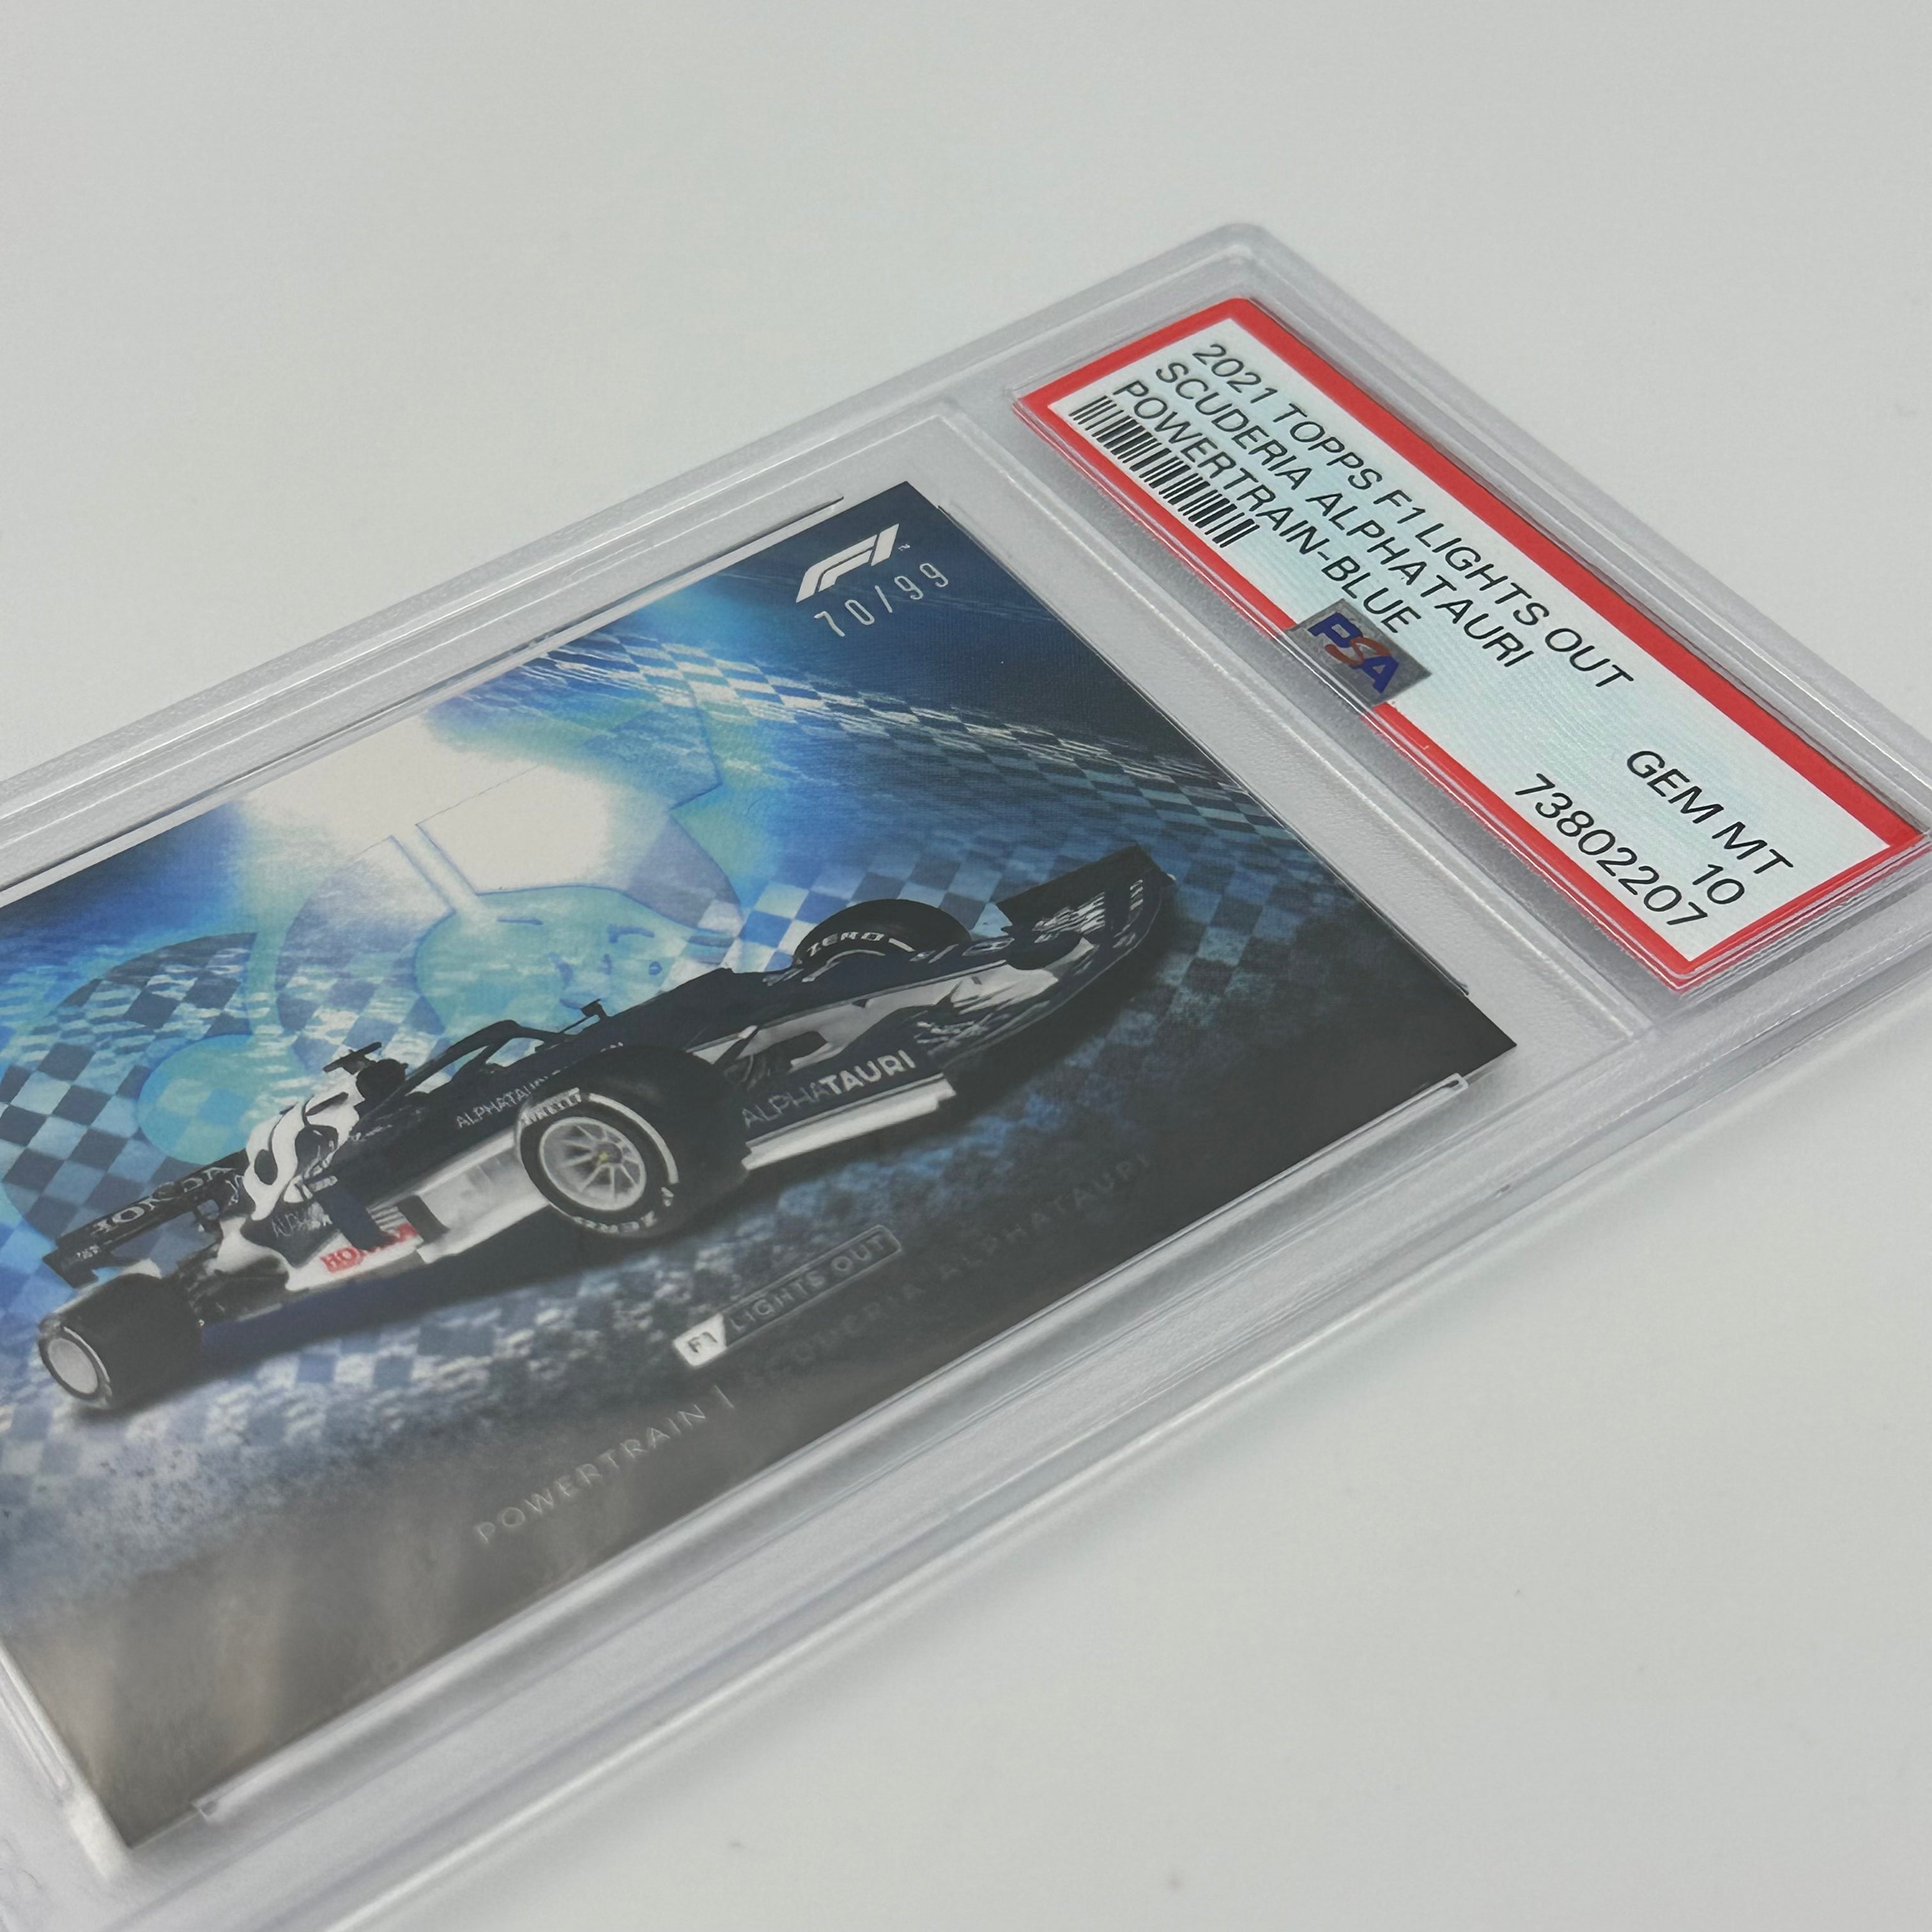 2021 TOPPS F1 LIGHTS OUT
SCUDERIA ALPHATAURI GEM MT
POWERTRAIN-BLUE 10
73802207
PSA
F1
70/99
ZERO
ALPHATAURI
PIRELLI
ALPHATAURI
ZERO
HONDA
HONDA
F1 LIGHTS OUT
POWERTRAIN | SCUDERIA ALPHATAURI